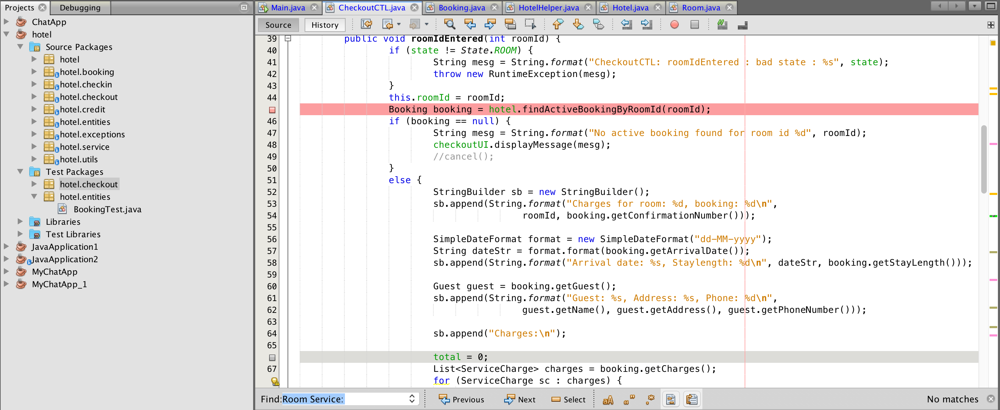 Projects
Debugging
ChatApp
hotel
Source Packages
hotel
hotel.booking
hotel.checkin
hotel.checkout
hotel.credit
hotel.entities
hotel.exceptions
hotel.service
hotel.utils
Test Packages
hotel.checkout
hotel.entities
BookingTest.java
Libraries
Test Libraries
JavaApplication1
JavaApplication2
MyChatApp
MyChatApp_1
Main.java
CheckoutCTL.java
Booking.java
HotelHelper.java
Hotel.java
Room.java
Source
History
39 public void roomIdEntered(int roomId) {
40 if (state != State.ROOM) {
41 String mesg = String.format("CheckoutCTL: roomIdEntered : bad state : %s", state);
42 throw new RuntimeException(mesg);
43 }
44 this.roomId = roomId;
Booking booking = hotel.findActiveBookingByRoomId(roomId);
46 if (booking == null) {
47 String mesg = String.format("No active booking found for room id %d", roomId);
48 checkoutUI.displayMessage(mesg);
49 //cancel();
50 }
51 else {
52 StringBuilder sb = new StringBuilder();
53 sb.append(String.format("Charges for room: %d, booking: %d\n",
54 roomId, booking.getConfirmationNumber()));
55
56 SimpleDateFormat format = new SimpleDateFormat("dd-MM-yyyy");
57 String dateStr = format.format(booking.getArrivalDate());
58 sb.append(String.format("Arrival date: %s, Staylength: %d\n", dateStr, booking.getStayLength()));
59
60 Guest guest = booking.getGuest();
61 sb.append(String.format("Guest: %s, Address: %s, Phone: %d\n",
62 guest.getName(), guest.getAddress(), guest.getPhoneNumber()));
63
64 sb.append("Charges:\n");
65
total = 0;
67 List<ServiceCharge> charges = booking.getCharges();
for (ServiceCharge sc : charges) {
Find: Room Service:
Previous
Next
Select
aA
No matches